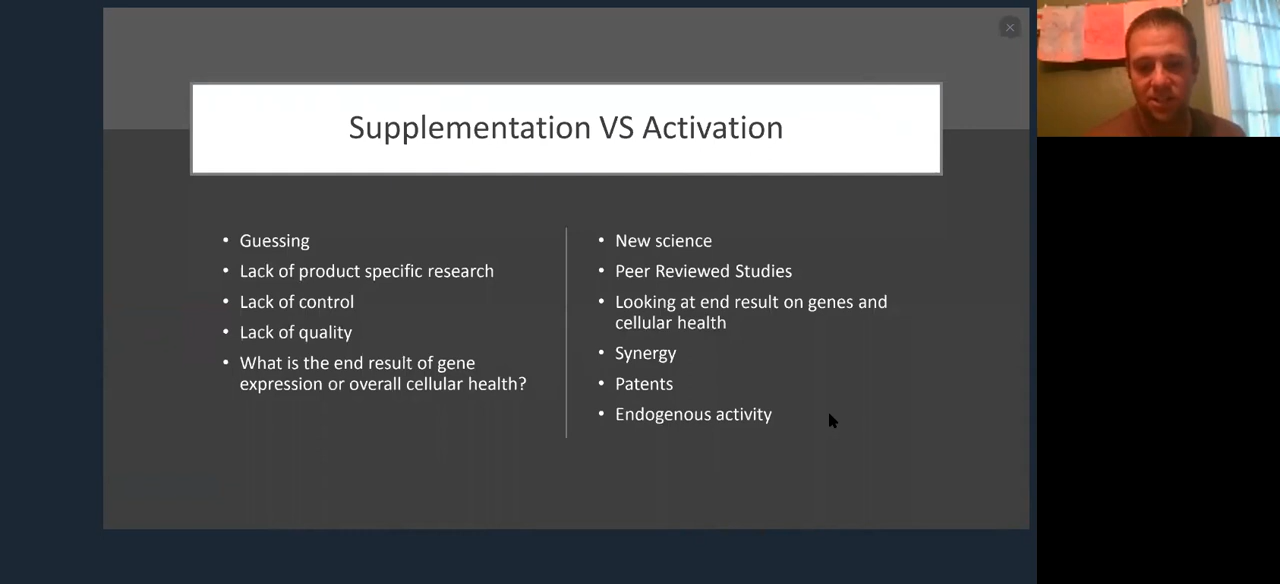 Supplementation VS Activation
• Guessing
• Lack of product specific research
• Lack of control
• Lack of quality
• What is the end result of gene
expression or overall cellular health?
• New science
• Peer Reviewed Studies
• Looking at end result on genes and
cellular health
• Synergy
• Patents
• Endogenous activity